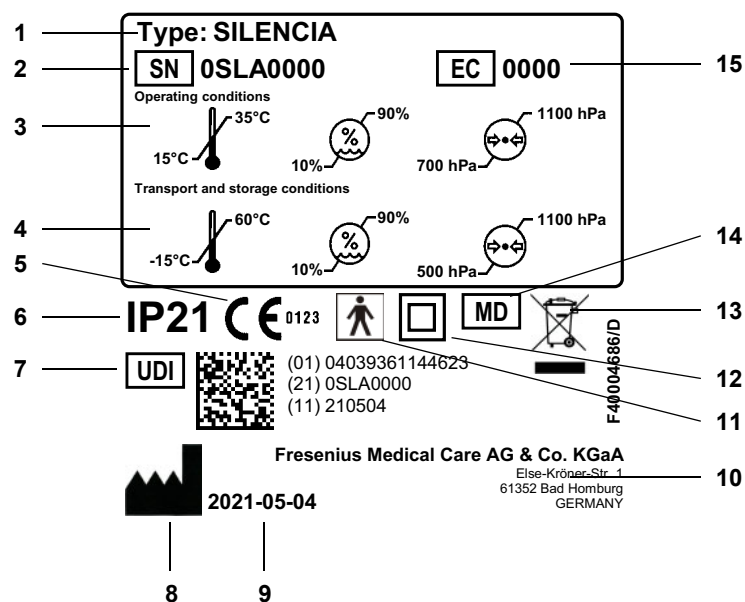 1 Type: SILENCIA
2 SN 0SLA0000 EC 0000 15
Operating conditions
3 15°C 35°C 10% % 90% 700 hPa 1100 hPa
Transport and storage conditions
4 -15°C 60°C 10% % 90% 500 hPa 1100 hPa
5 14
6 IP21 CE 0123 MD 13
7 UDI (01) 04039361144623
(21) 0SLA0000
(11) 210504
F40004686/D
12
11
Fresenius Medical Care AG & Co. KGaA
Else-Kröner-Str. 1 10
61352 Bad Homburg
GERMANY
2021-05-04
8 9